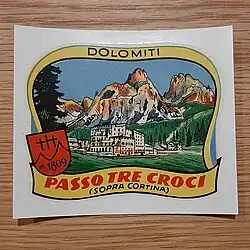 DOLOMITI
m. 1809
PASSO TRE CROCI
(SOPRA CORTINA)